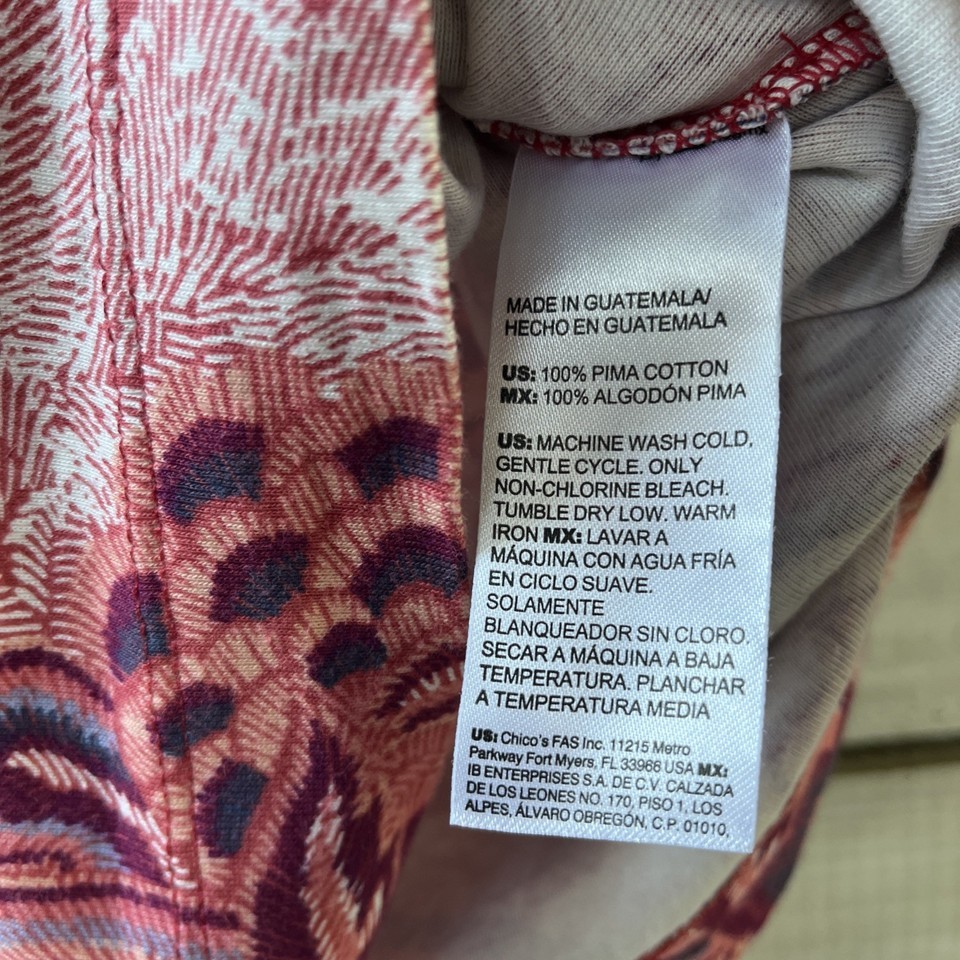 MADE IN GUATEMALA/
HECHO EN GUATEMALA
US: 100% PIMA COTTON
MX: 100% ALGODÓN PIMA
US: MACHINE WASH COLD.
GENTLE CYCLE. ONLY
NON-CHLORINE BLEACH.
TUMBLE DRY LOW. WARM
IRON MX: LAVAR A
MÁQUINA CON AGUA FRÍA
EN CICLO SUAVE.
SOLAMENTE
BLANQUEADOR SIN CLORO.
SECAR A MÁQUINA A BAJA
TEMPERATURA. PLANCHAR
A TEMPERATURA MEDIA
US: Chico's FAS Inc. 11215 Metro
Parkway Fort Myers, FL 33966 USA MX:
IB ENTERPRISES S.A. DE C.V. CALZADA
DE LOS LEONES NO. 170, PISO 1. LOS
ALPES, ÁLVARO OBREGÓN, C.P. 01010,